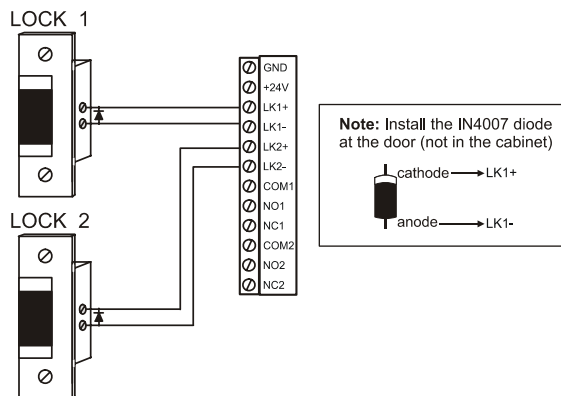 LOCK 1
GND
+24V
LK1+
LK1-
LK2+
LK2-
COM1
NO1
NC1
COM2
NO2
NC2
Note: Install the IN4007 diode
at the door (not in the cabinet)
cathode LK1+
anode LK1-
LOCK 2